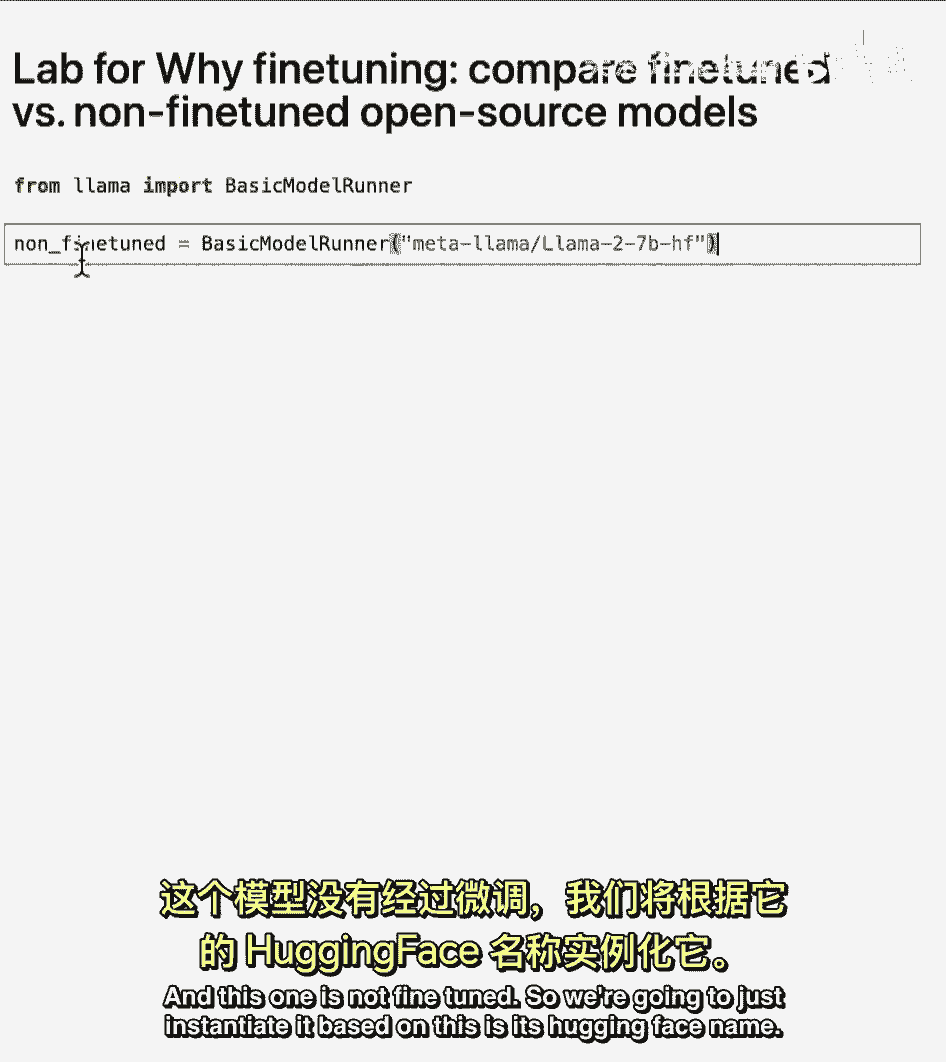 Lab for Why finetuning: compare finetuned
vs. non-finetuned open-source models
from llama import BasicModelRunner
non_finetuned = BasicModelRunner("meta-llama/Llama-2-7b-hf")
这个模型没有经过微调，我们将根据它
的 HuggingFace 名称实例化它。
And this one is not fine tuned. So we're going to just
instantiate it based on this is its hugging face name.